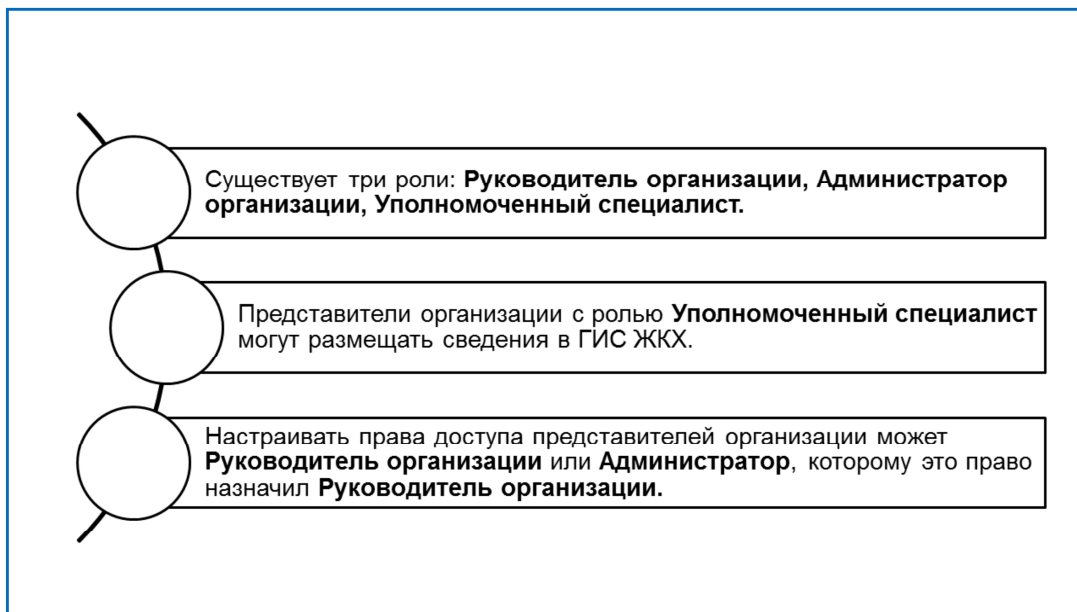 Существует три роли: Руководитель организации, Администратор
организации, Уполномоченный специалист.
Представители организации с ролью Уполномоченный специалист
могут размещать сведения в ГИС ЖКХ.
Настраивать права доступа представителей организации может
Руководитель организации или Администратор, которому это право
назначил Руководитель организации.